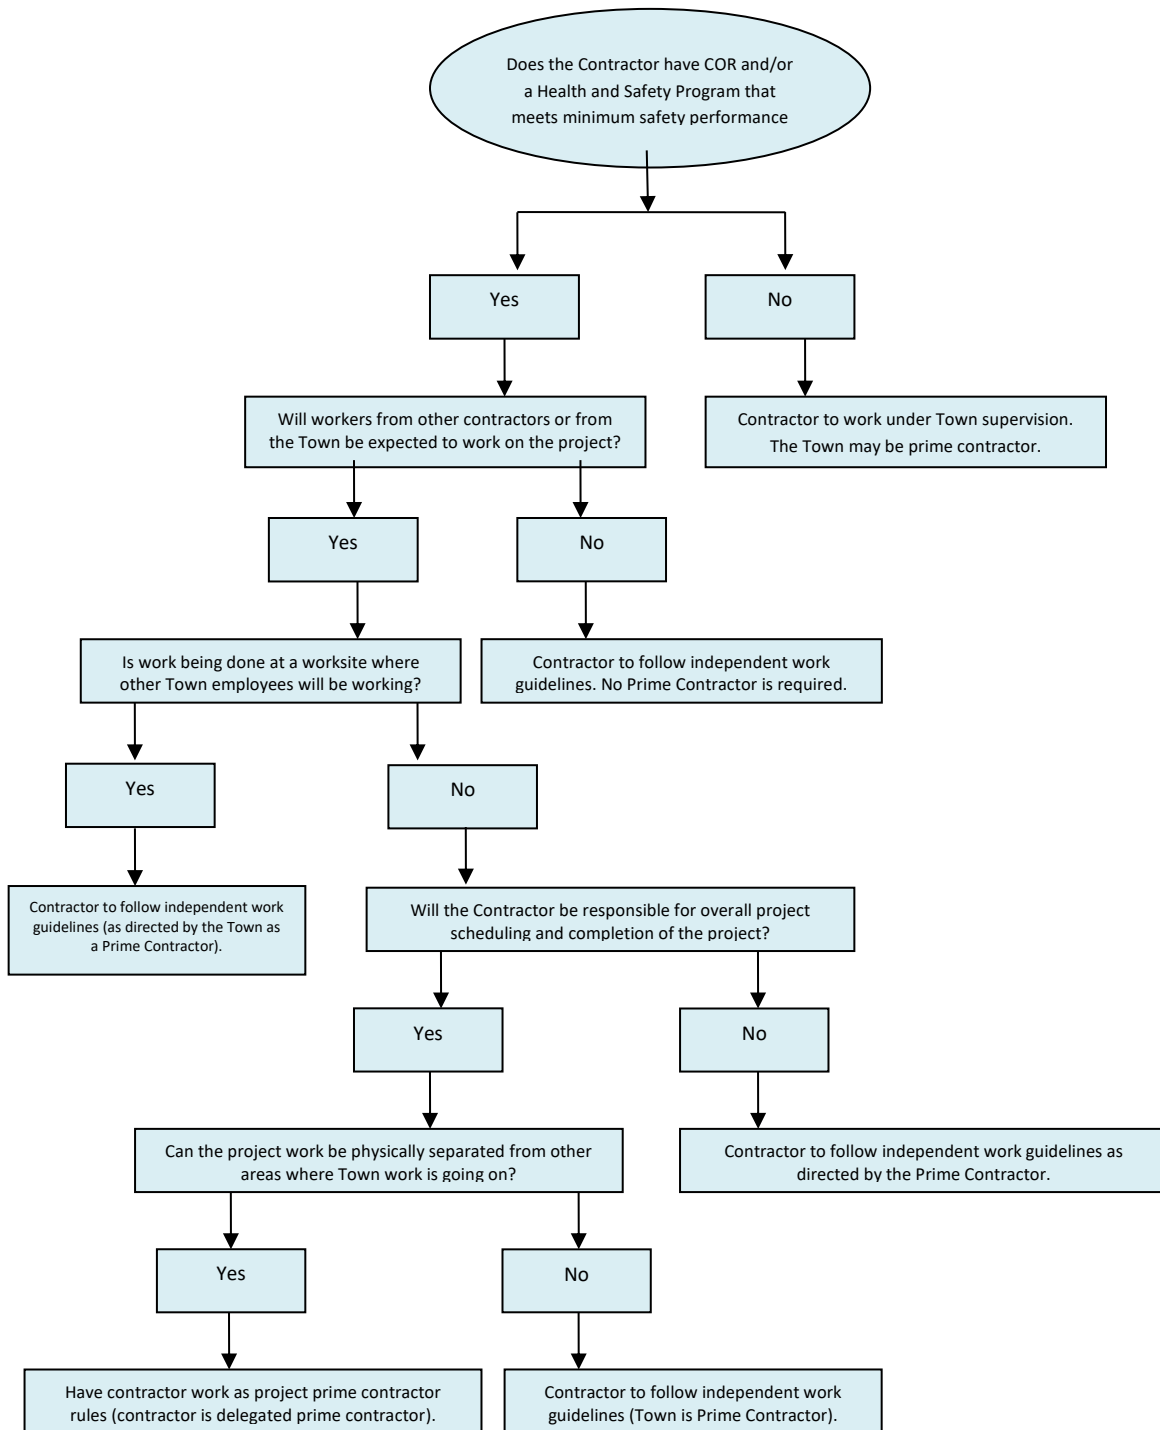 Does the Contractor have COR and/or
a Health and Safety Program that
meets minimum safety performance
Yes
No
Will workers from other contractors or from
the Town be expected to work on the project?
Contractor to work under Town supervision.
The Town may be prime contractor.
Yes
No
Is work being done at a worksite where
other Town employees will be working?
Contractor to follow independent work
guidelines. No Prime Contractor is required.
Yes
No
Contractor to follow independent work
guidelines (as directed by the Town as
a Prime Contractor).
Will the Contractor be responsible for overall project
scheduling and completion of the project?
Yes
No
Can the project work be physically separated from other
areas where Town work is going on?
Contractor to follow independent work guidelines as
directed by the Prime Contractor.
Yes
No
Have contractor work as project prime contractor
rules (contractor is delegated prime contractor).
Contractor to follow independent work
guidelines (Town is Prime Contractor).